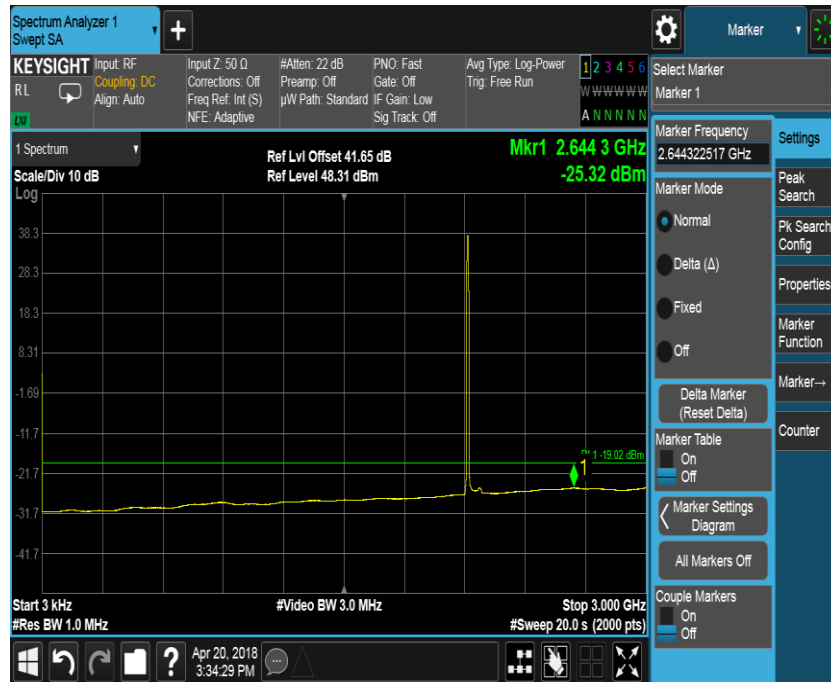 Spectrum Analyzer 1
Swept SA
+
Marker
KEYSIGHT
RL
LXI
Input: RF
Coupling: DC
Align: Auto
Input Z: 50 Ω
Corrections: Off
Freq Ref: Int (S)
NFE: Adaptive
#Atten: 22 dB
Preamp: Off
µW Path: Standard
PNO: Fast
Gate: Off
IF Gain: Low
Sig Track: Off
Avg Type: Log-Power
Trig: Free Run
1 2 3 4 5 6
W W W W W W
A N N N N N
Select Marker
Marker 1
1 Spectrum
Scale/Div 10 dB
Log
Ref Lvl Offset 41.65 dB
Ref Level 48.31 dBm
Mkr1 2.644 3 GHz
-25.32 dBm
38.3
28.3
18.3
8.31
-1.69
-11.7
-21.7
-31.7
-41.7
1 -19.02 dBm
1
Start 3 kHz
#Res BW 1.0 MHz
#Video BW 3.0 MHz
Stop 3.000 GHz
#Sweep 20.0 s (2000 pts)
Marker Frequency
2.644322517 GHz
Marker Mode
Normal
Delta (Δ)
Fixed
Off
Delta Marker
(Reset Delta)
Marker Table
On
Off
Marker Settings
Diagram
All Markers Off
Couple Markers
On
Off
Settings
Peak
Search
Pk Search
Config
Properties
Marker
Function
Marker→
Counter
?
Apr 20, 2018
3:34:29 PM